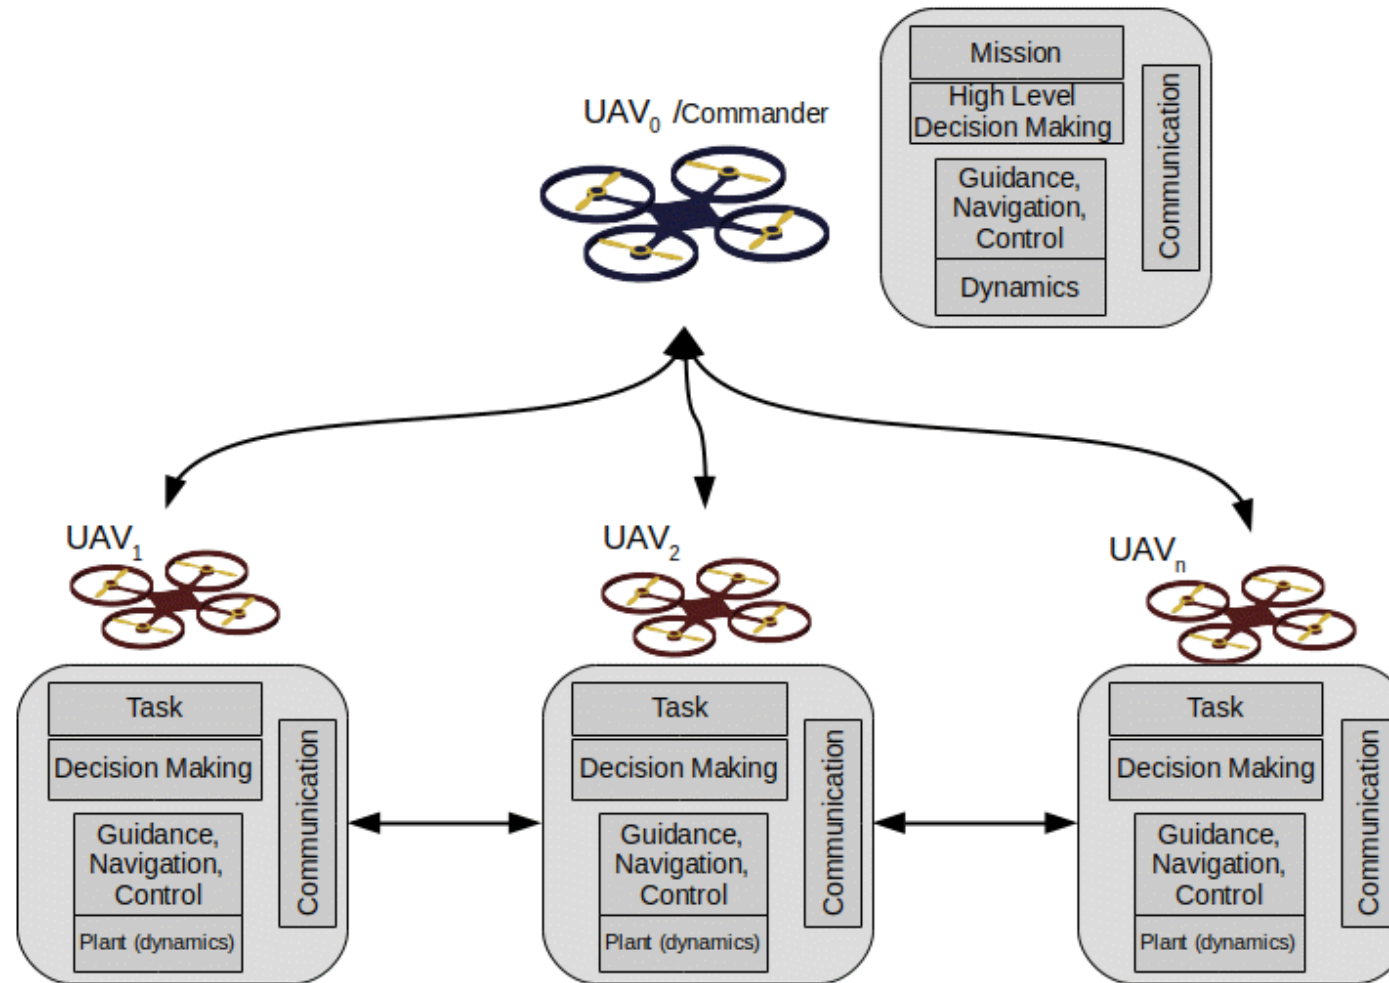 Mission
High Level
Decision Making
Guidance,
Navigation,
Control
Dynamics
Communication
UAV0 /Commander
UAV1
UAV2
UAVn
Task
Decision Making
Guidance,
Navigation,
Control
Plant (dynamics)
Communication
Task
Decision Making
Guidance,
Navigation,
Control
Plant (dynamics)
Communication
Task
Decision Making
Guidance,
Navigation,
Control
Plant (dynamics)
Communication